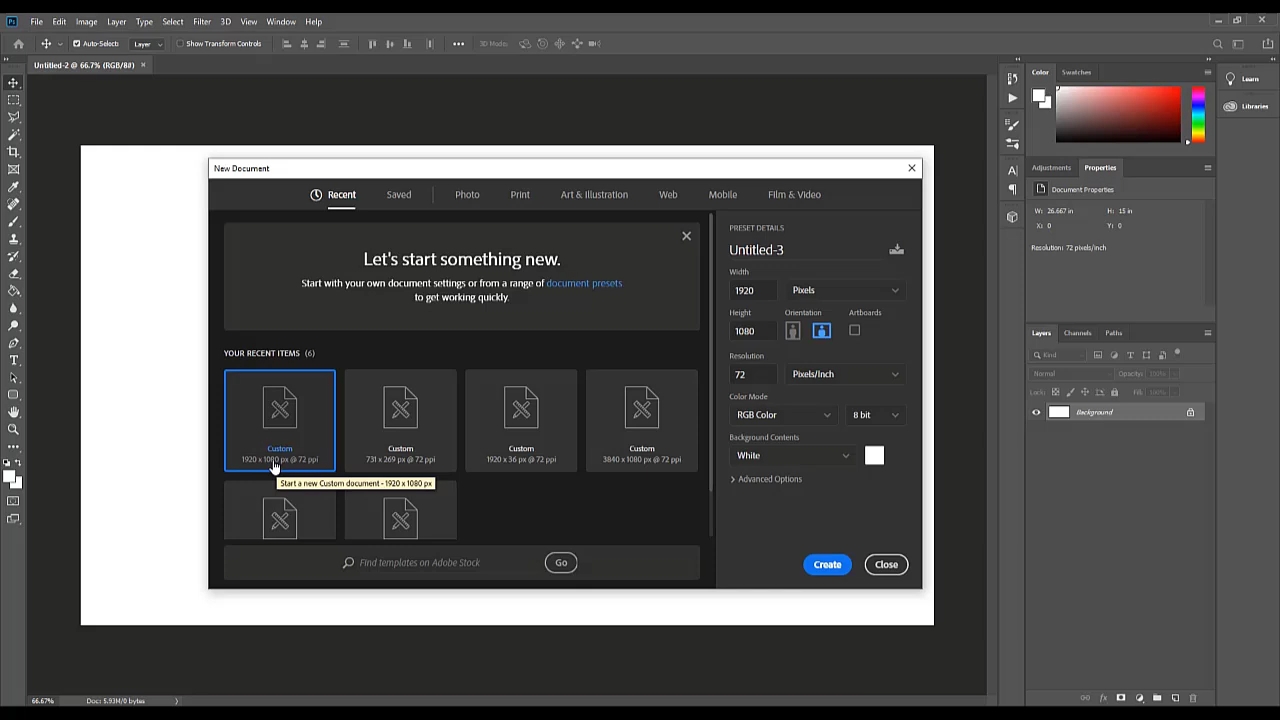 Ps File Edit Image Layer Type Select Filter 3D View Window Help
Auto-Select: Layer Show Transform Controls ••• 3D Mode:
Untitled-2 @ 66.7% (RGB/8#) ×
New Document
Recent Saved Photo Print Art & Illustration Web Mobile Film & Video
Let's start something new.
Start with your own document settings or from a range of document presets
to get working quickly.
YOUR RECENT ITEMS (6)
Custom
1920 x 1080 px @ 72 ppi
Custom
731 x 269 px @ 72 ppi
Custom
1920 x 36 px @ 72 ppi
Custom
3840 x 1080 px @ 72 ppi
Start a new Custom document - 1920 x 1080 px
Find templates on Adobe Stock Go
PRESET DETAILS
Untitled-3
Width
1920 Pixels
Height Orientation Artboards
1080
Resolution
72 Pixels/Inch
Color Mode
RGB Color 8 bit
Background Contents
White
Advanced Options
Create Close
Color Swatches
Learn
Libraries
Adjustments Properties
Document Properties
W: 26.667 in H: 15 in
X: 0 Y: 0
Resolution: 72 pixels/inch
Layers Channels Paths
Kind
Normal Opacity: 100%
Lock: Fill: 100%
Background
fx
66.67% Doc: 5.93M/0 bytes